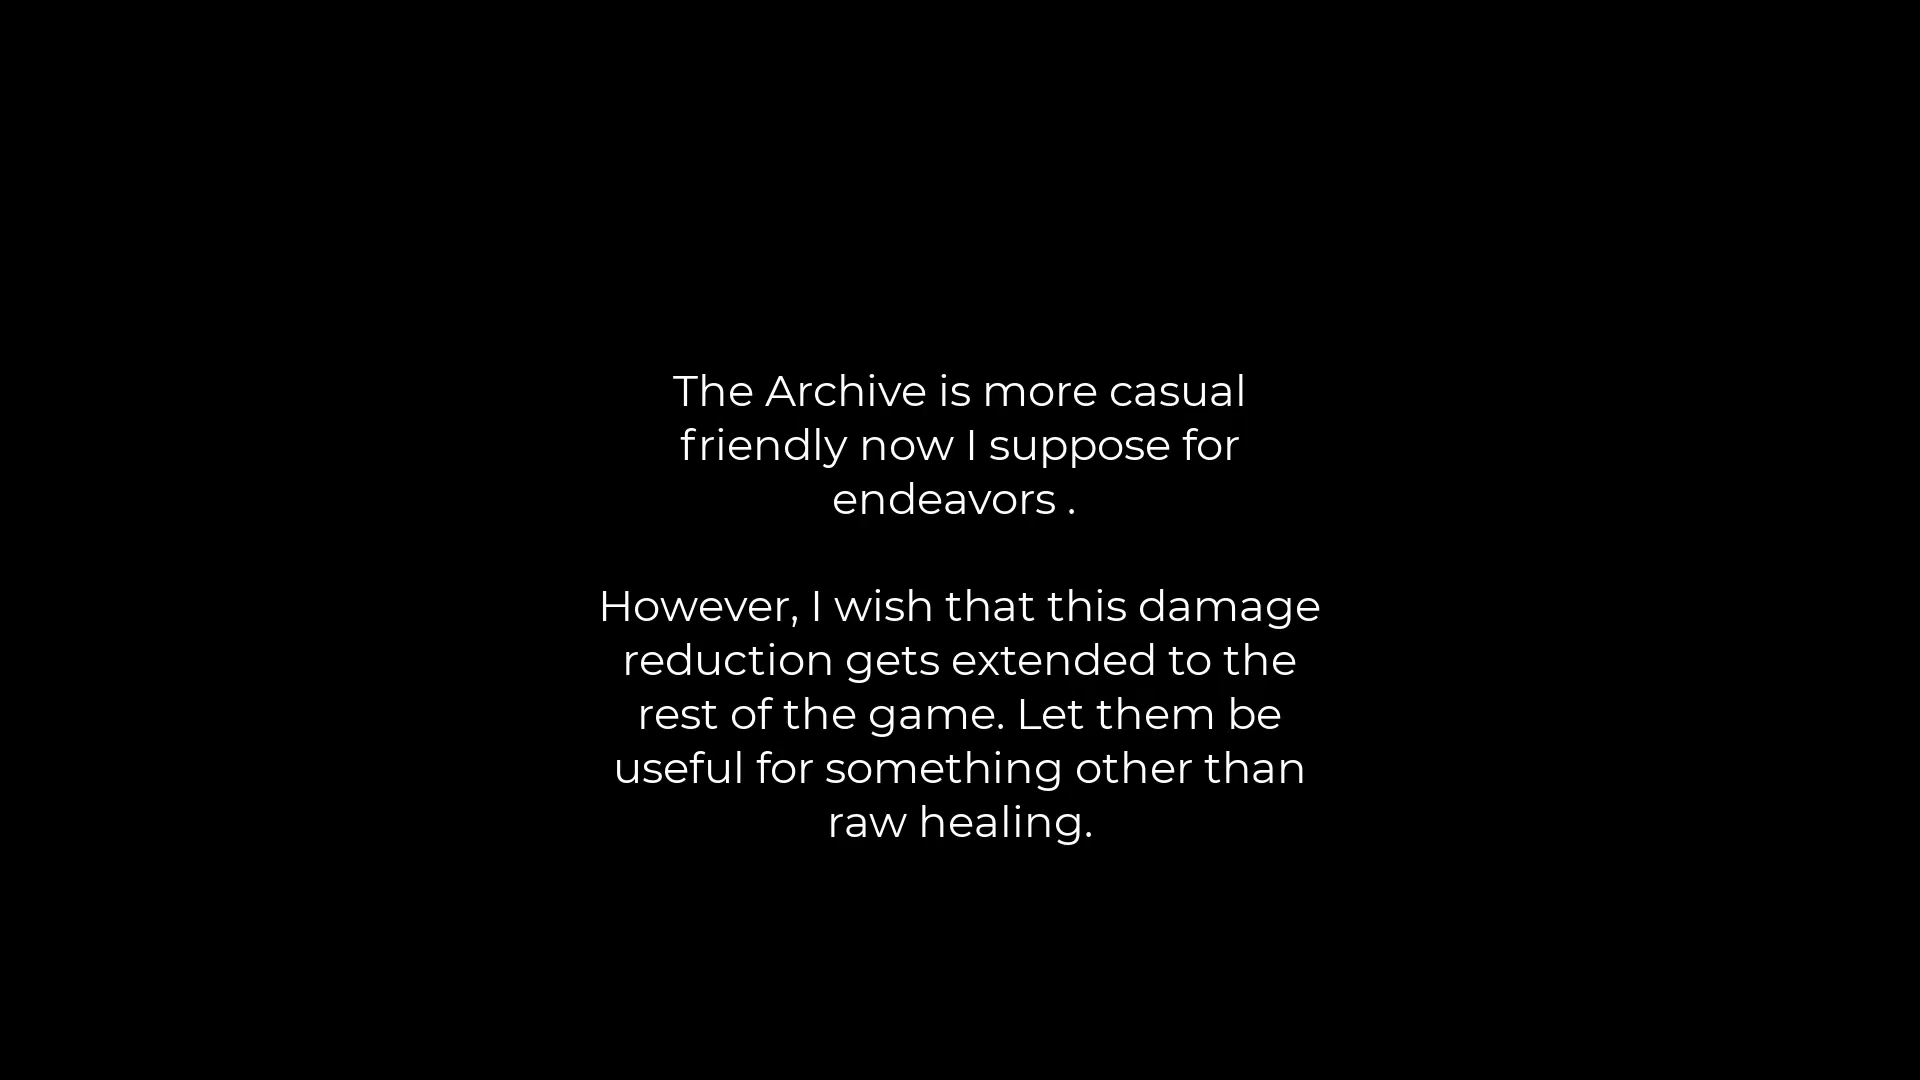 The Archive is more casual
friendly now I suppose for
endeavors .
However, I wish that this damage
reduction gets extended to the
rest of the game. Let them be
useful for something other than
raw healing.